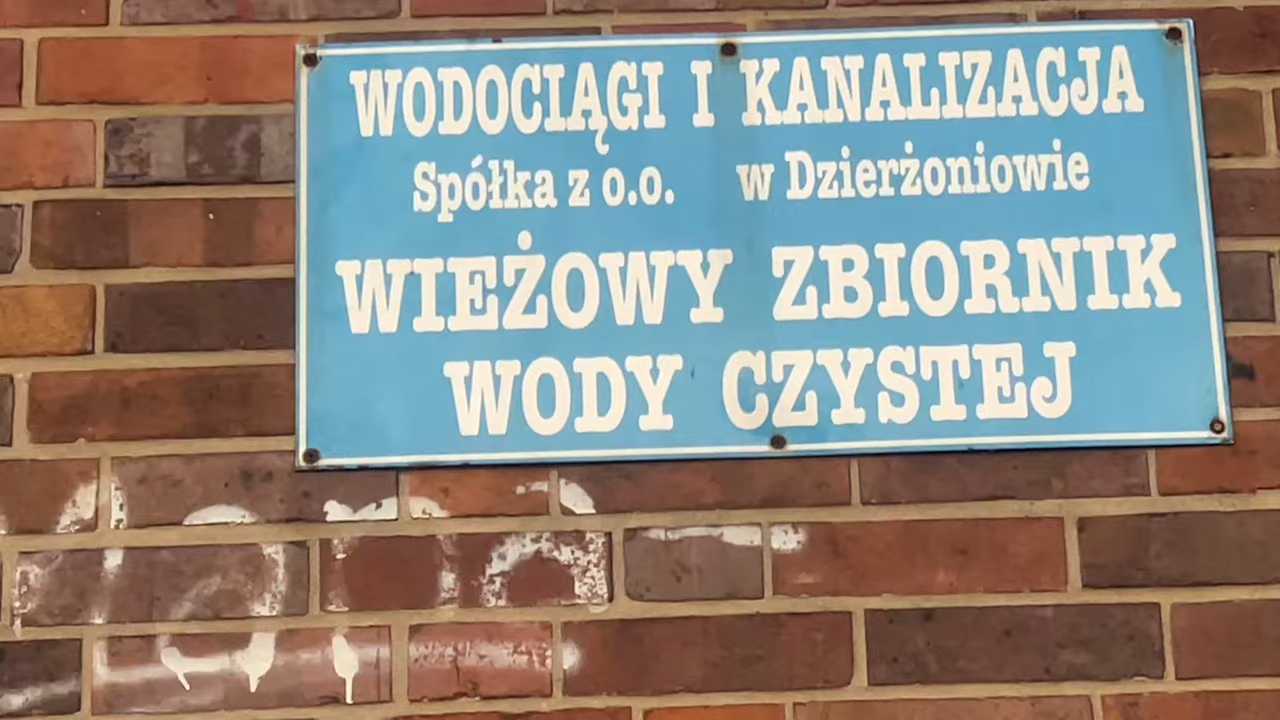 WODOCIĄGI I KANALIZACJA
Spółka z o.o. w Dzierżoniowie
WIEŻOWY ZBIORNIK
WODY CZYSTEJ